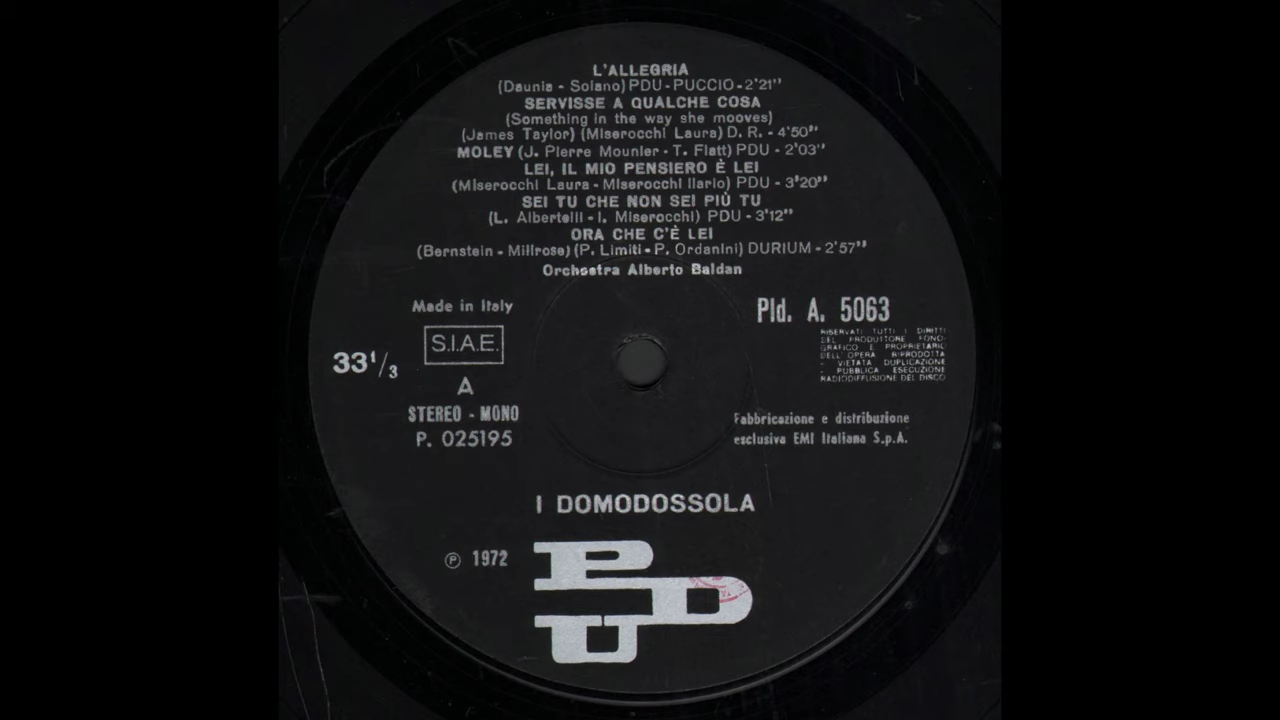 L'ALLEGRIA
(Daunia - Solano) PDU - PUCCIO - 2'21"
SERVISSE A QUALCHE COSA
(Something in the way she mooves)
(James Taylor) (Miserocchi Laura) D. R. - 4'50"
MOLEY (J. Pierre Mounier - T. Flatt) PDU - 2'03"
LEI, IL MIO PENSIERO È LEI
(Miserocchi Laura - Miserocchi Ilario) PDU - 3'20"
SEI TU CHE NON SEI PIÙ TU
(L. Albertelli - I. Miserocchi) PDU - 3'12"
ORA CHE C'È LEI
(Bernstein - Millrose) (P. Limiti - P. Ordanini) DURIUM - 2'57"
Orchestra Alberto Baldan
Made in Italy
S.I.A.E.
33¹/₃
A
STEREO - MONO
P. 025195
Pld. A. 5063
RISERVATI TUTTI I DIRITTI
DEL PRODUTTORE FONO-
GRAFICO E PROPRIETARIO
DELL'OPERA RIPRODOTTA
- VIETATA DUPLICAZIONE
- PUBBLICA ESECUZIONE
RADIODIFFUSIONE DEL DISCO
Fabbricazione e distribuzione
esclusiva EMI Italiana S.p.A.
I DOMODOSSOLA
℗ 1972
PDU